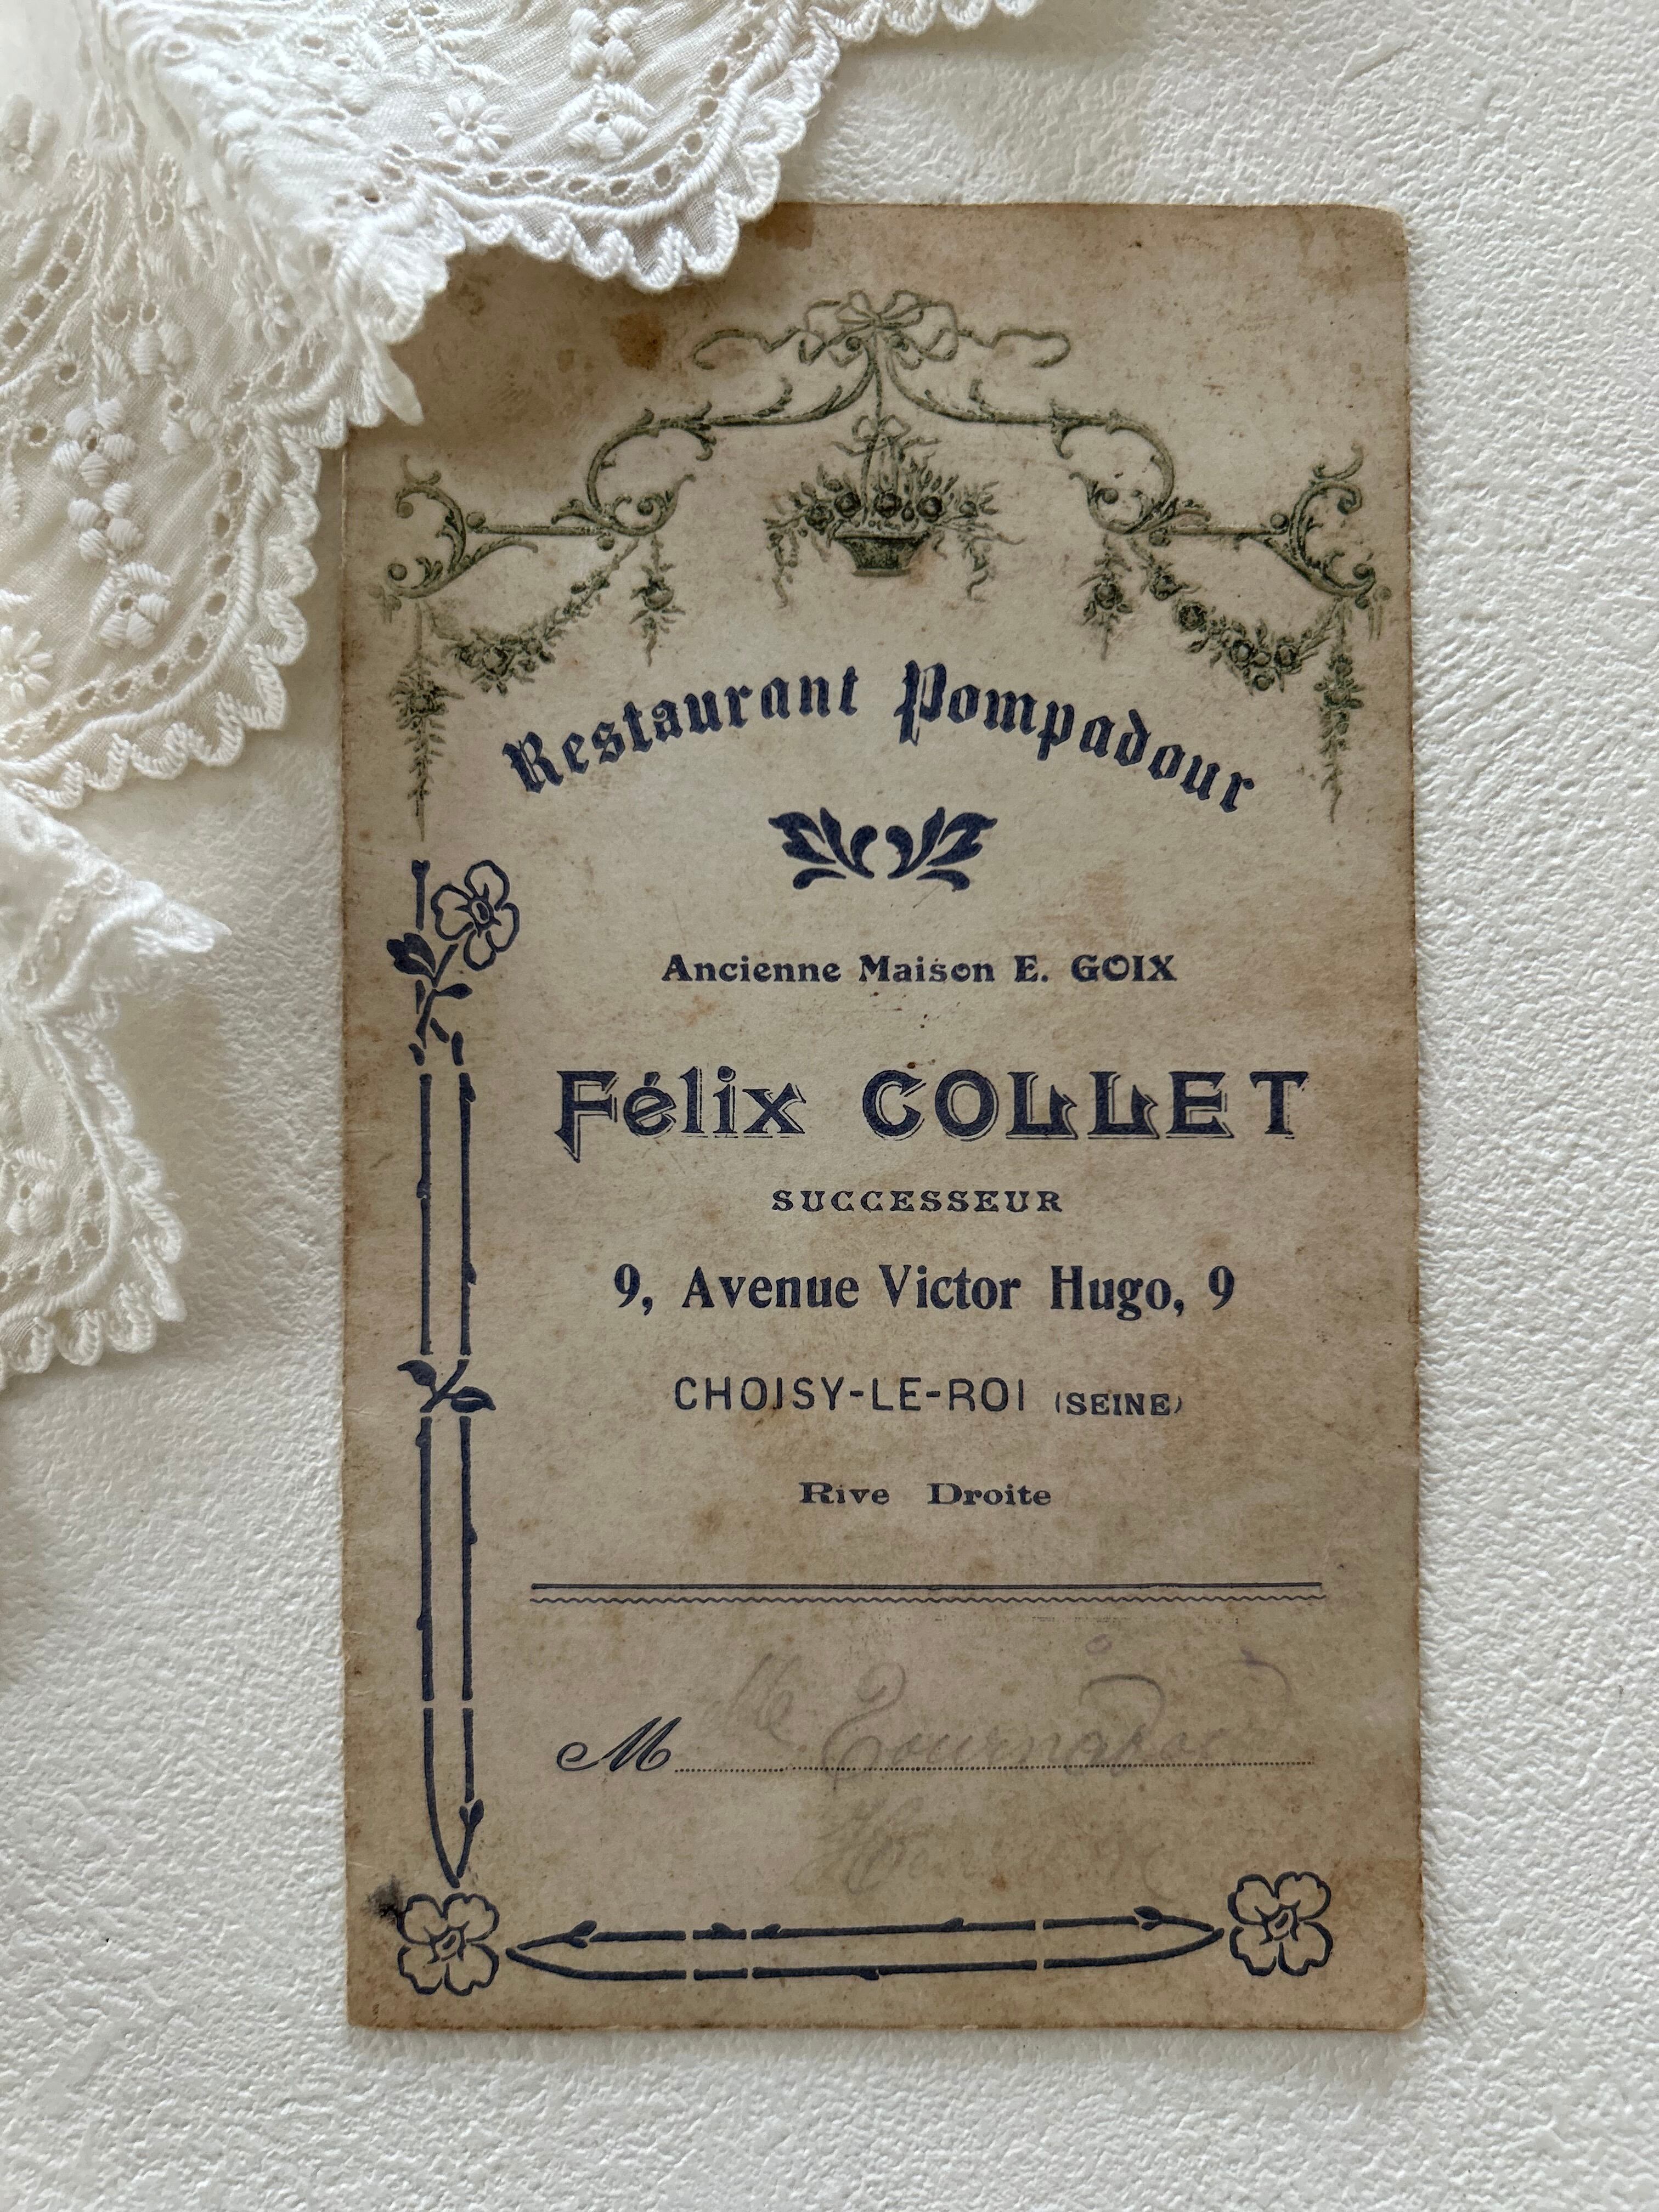 Restaurant Pompadour
Ancienne Maison E. GOIX
Félix COLLET
SUCCESSEUR
9, Avenue Victor Hugo, 9
CHOISY-LE-ROI (SEINE)
Rive Droite
M